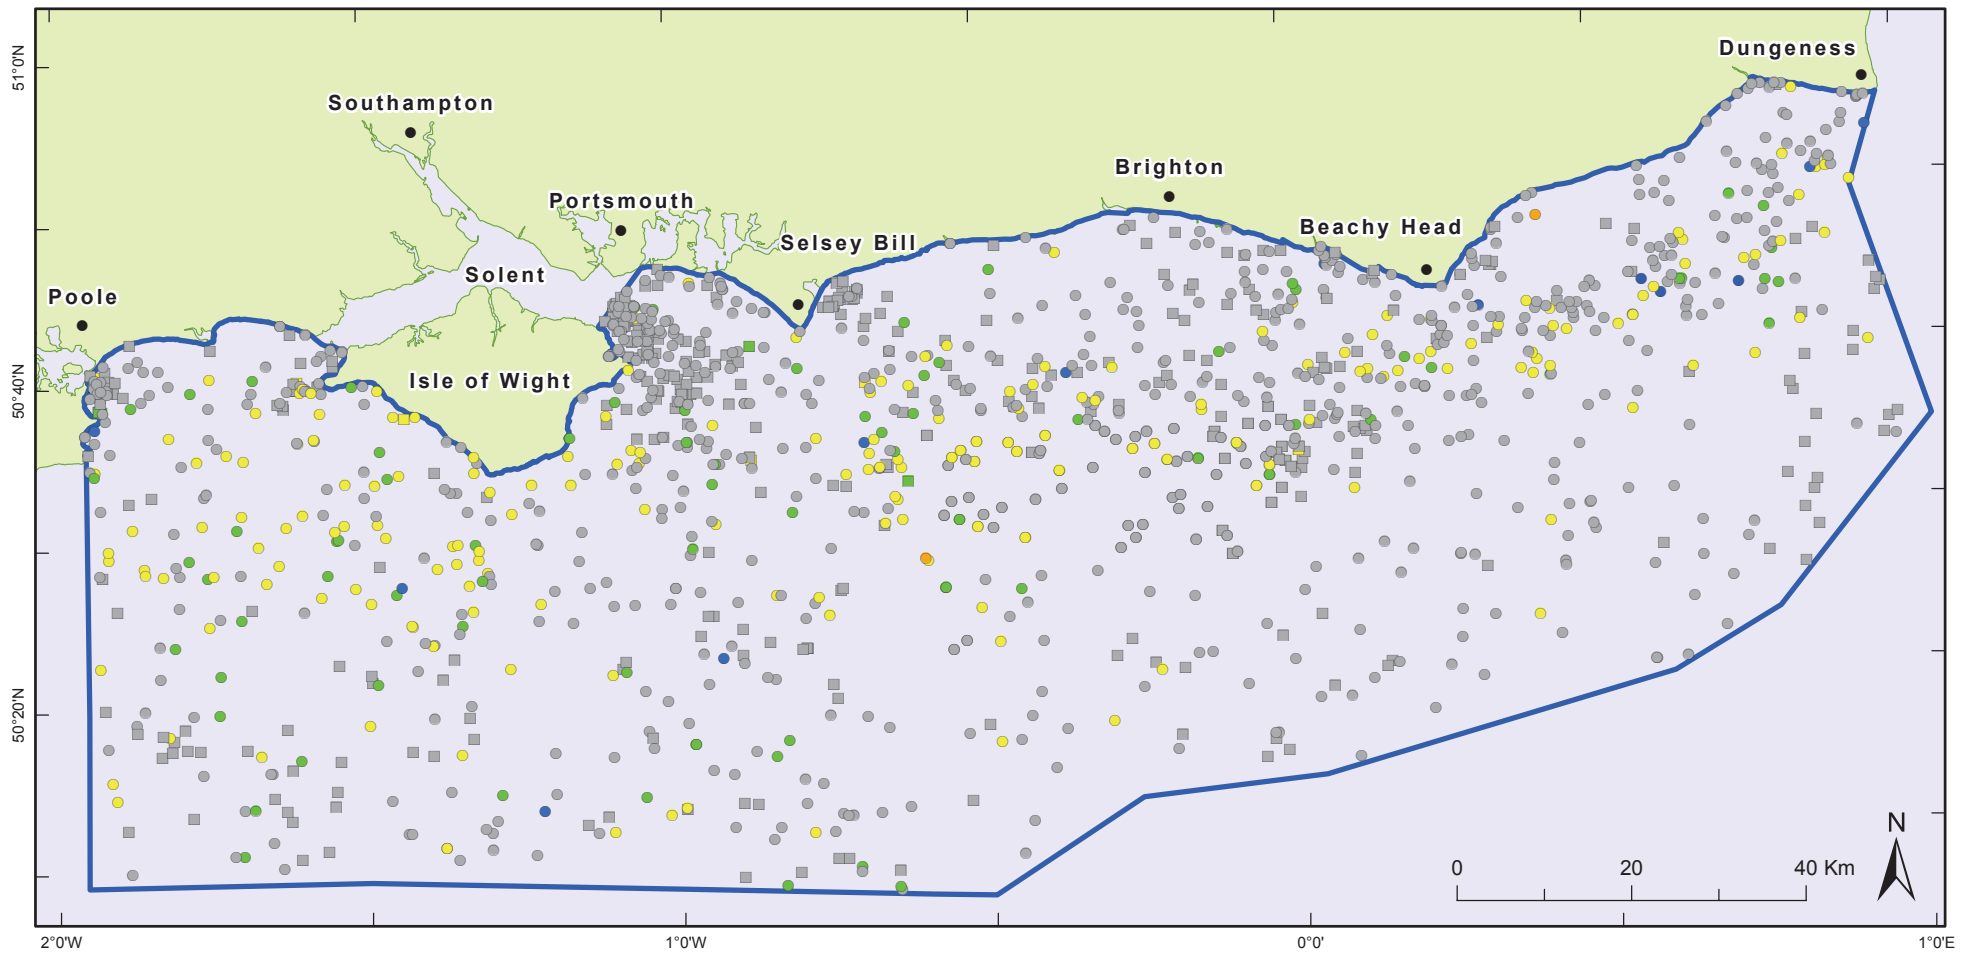 Dungeness
51°0'N
Southampton
Brighton
Portsmouth
Beachy Head
Selsey Bill
Solent
Poole
Isle of Wight
50°40'N
50°20'N
N
0 20 40 Km
2°0'W 1°0'W 0°0' 1°0'E